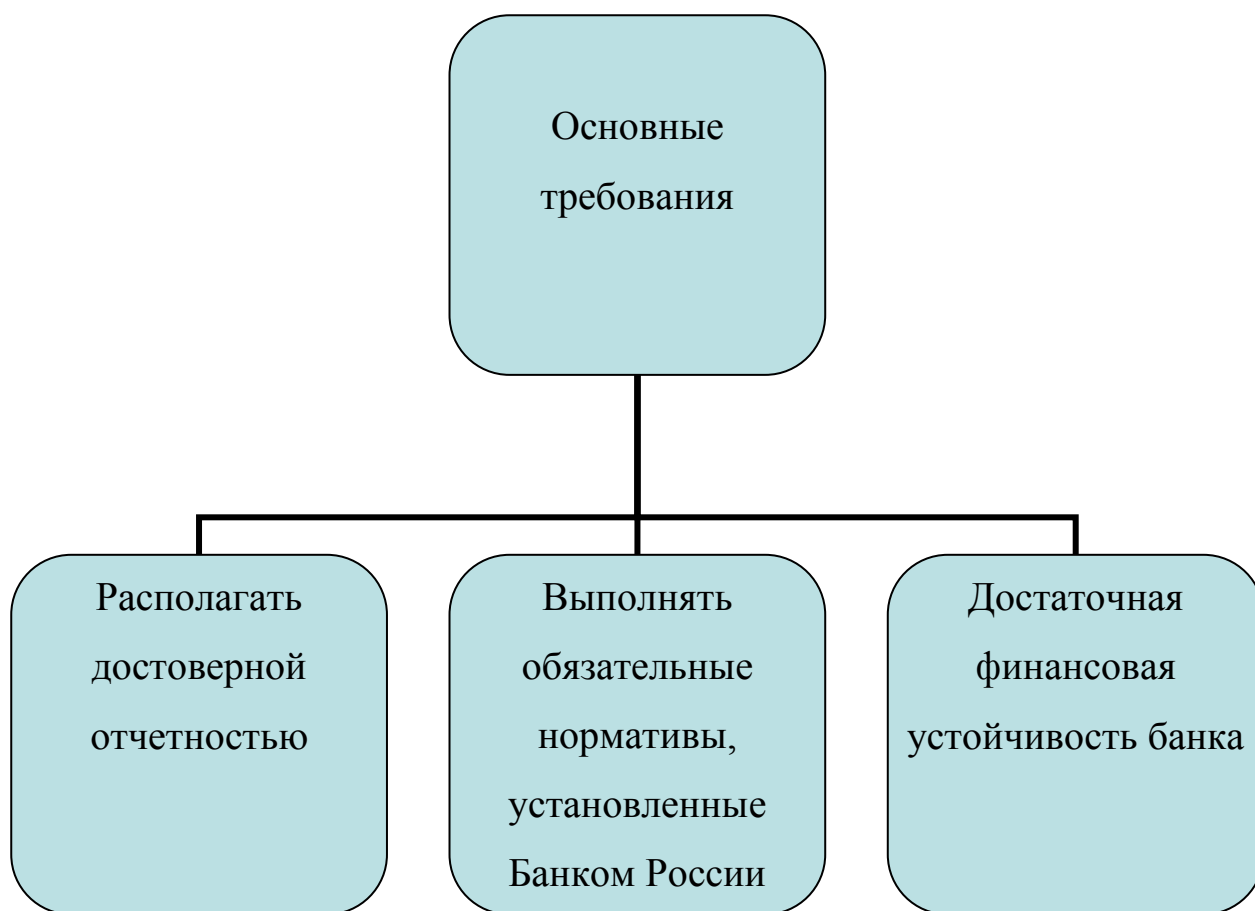 Основные
требования
Располагать
достоверной
отчетностью
Выполнять
обязательные
нормативы,
установленные
Банком России
Достаточная
финансовая
устойчивость банка